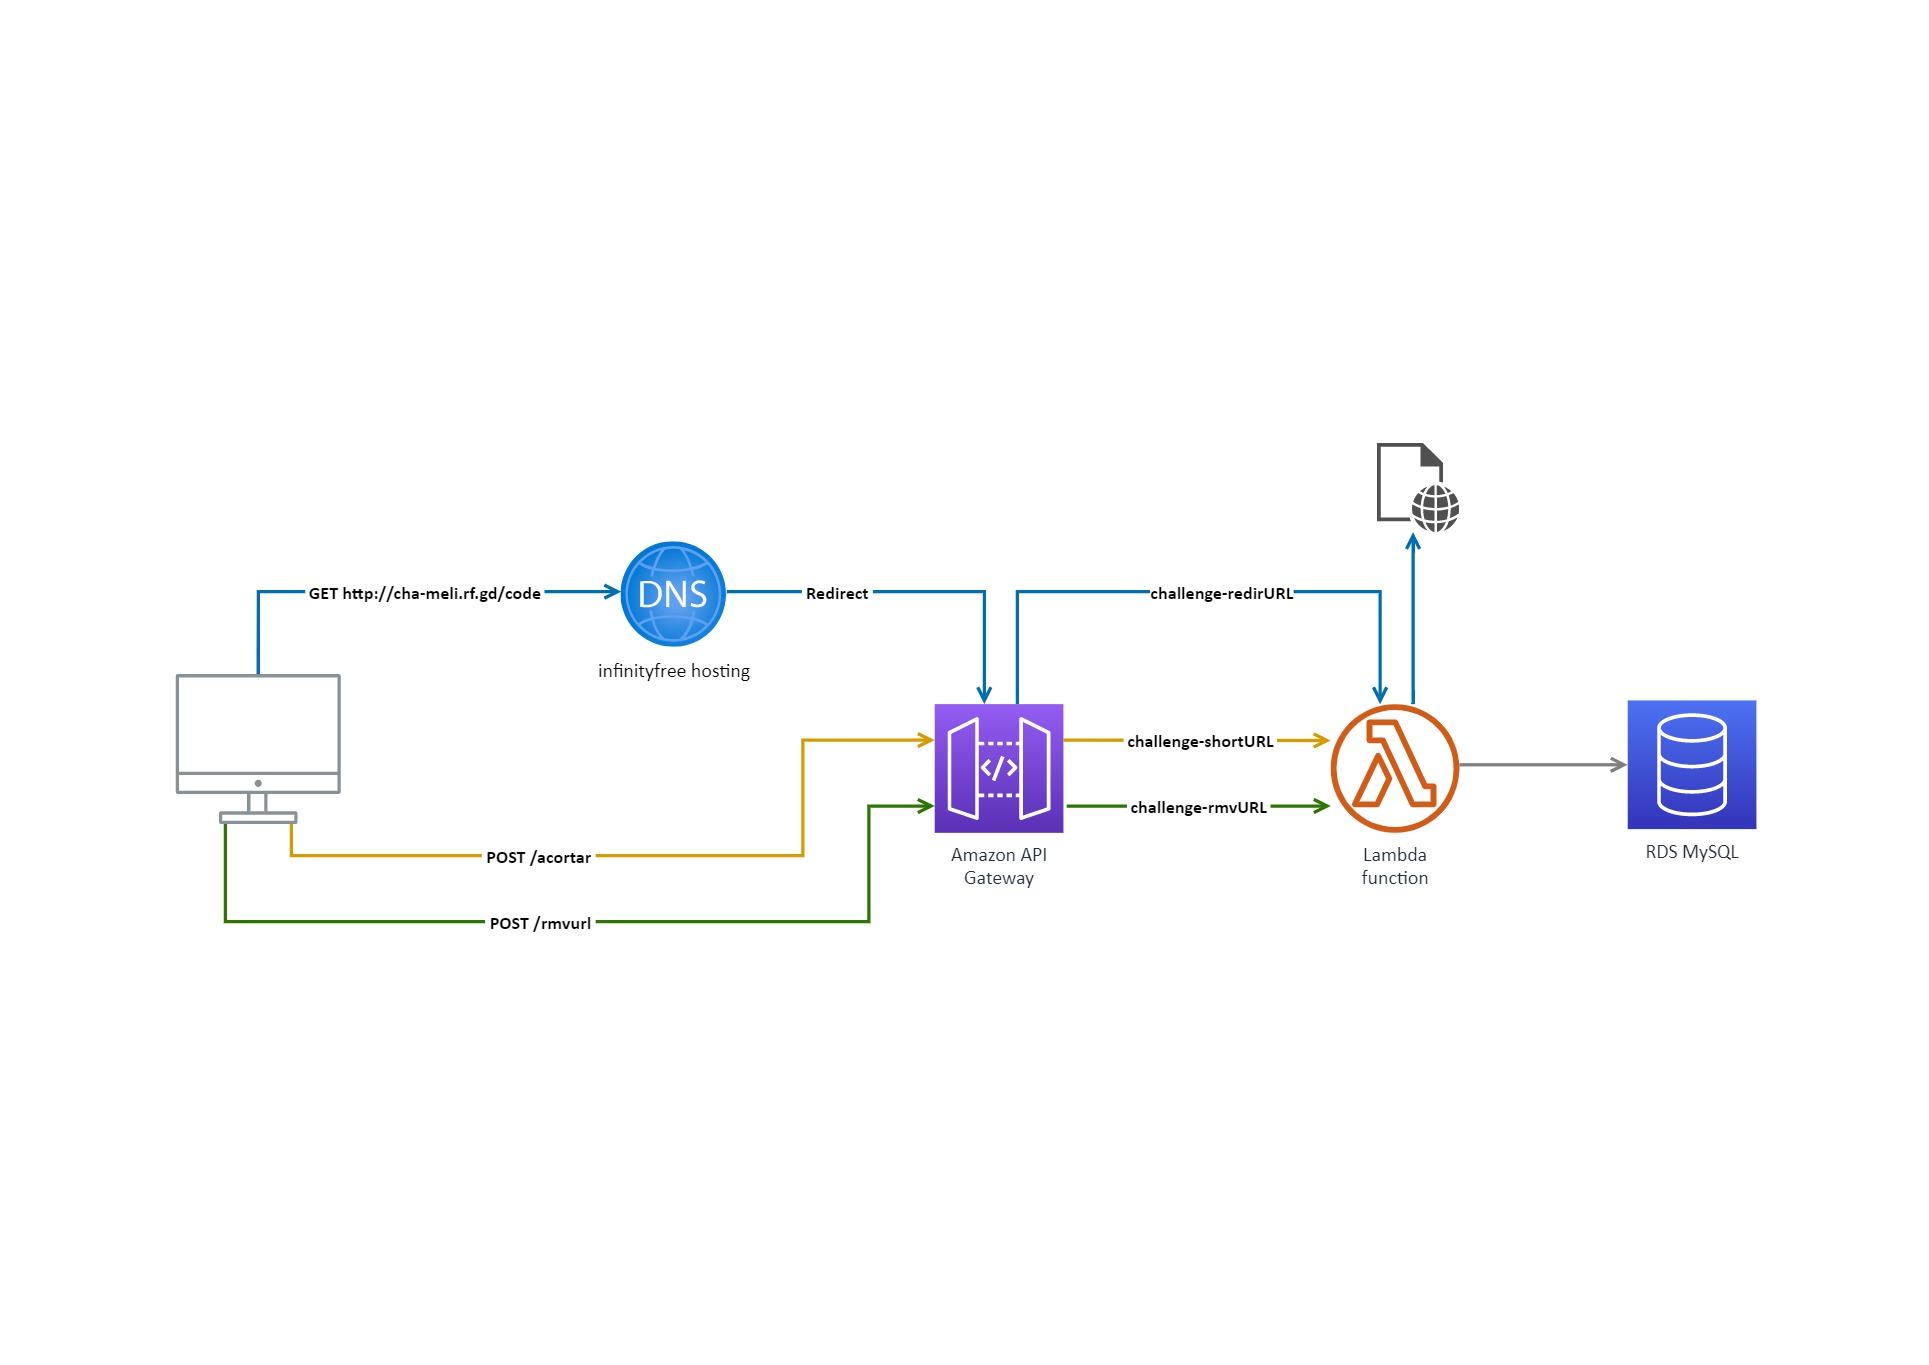 GET http://cha-meli.rf.gd/code
DNS
Redirect
infinityfree hosting
challenge-redirURL
</>
challenge-shortURL
challenge-rmvURL
Amazon API
Gateway
Lambda
function
RDS MySQL
POST /acortar
POST /rmvurl